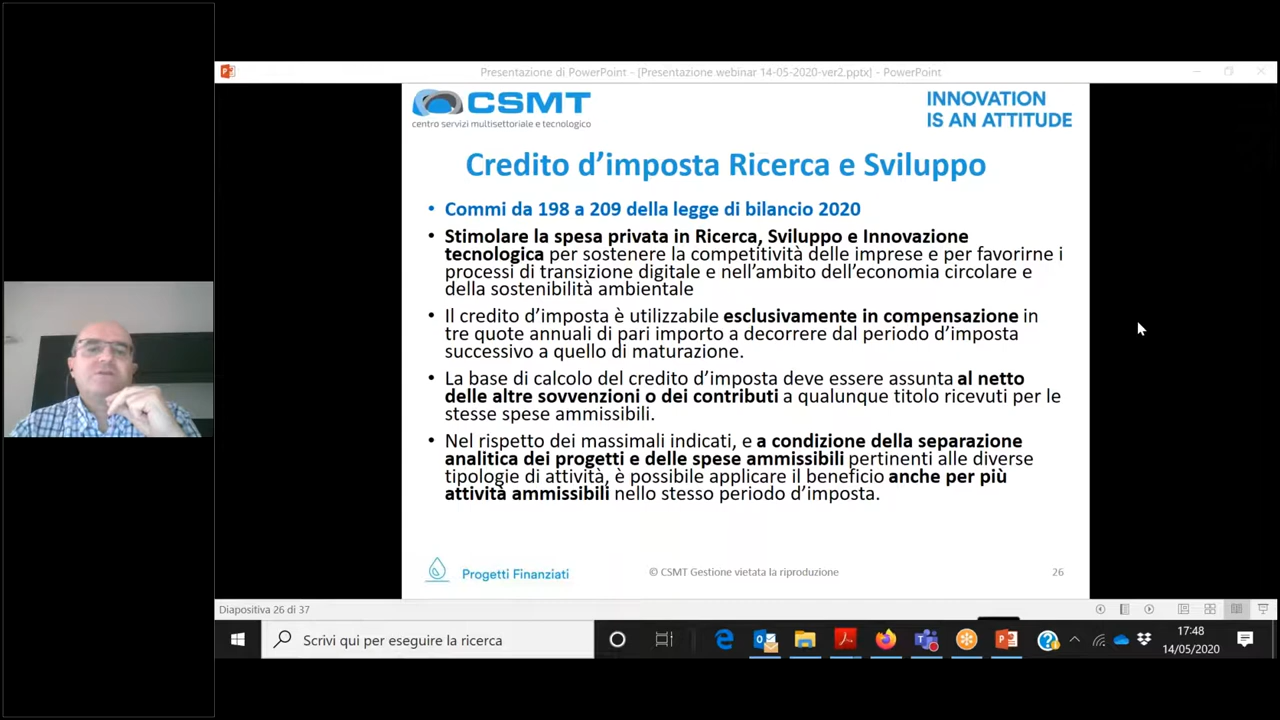 Presentazione di PowerPoint - [Presentazione webinar 14-05-2020-ver2.pptx] - PowerPoint
CSMT
centro servizi multisettoriale e tecnologico
INNOVATION
IS AN ATTITUDE
Credito d’imposta Ricerca e Sviluppo
• Commi da 198 a 209 della legge di bilancio 2020
• Stimolare la spesa privata in Ricerca, Sviluppo e Innovazione
tecnologica per sostenere la competitività delle imprese e per favorirne i
processi di transizione digitale e nell’ambito dell’economia circolare e
della sostenibilità ambientale
• Il credito d’imposta è utilizzabile esclusivamente in compensazione in
tre quote annuali di pari importo a decorrere dal periodo d’imposta
successivo a quello di maturazione.
• La base di calcolo del credito d’imposta deve essere assunta al netto
delle altre sovvenzioni o dei contributi a qualunque titolo ricevuti per le
stesse spese ammissibili.
• Nel rispetto dei massimali indicati, e a condizione della separazione
analitica dei progetti e delle spese ammissibili pertinenti alle diverse
tipologie di attività, è possibile applicare il beneficio anche per più
attività ammissibili nello stesso periodo d’imposta.
Progetti Finanziati
© CSMT Gestione vietata la riproduzione
26
Diapositiva 26 di 37
Scrivi qui per eseguire la ricerca
17:48
14/05/2020